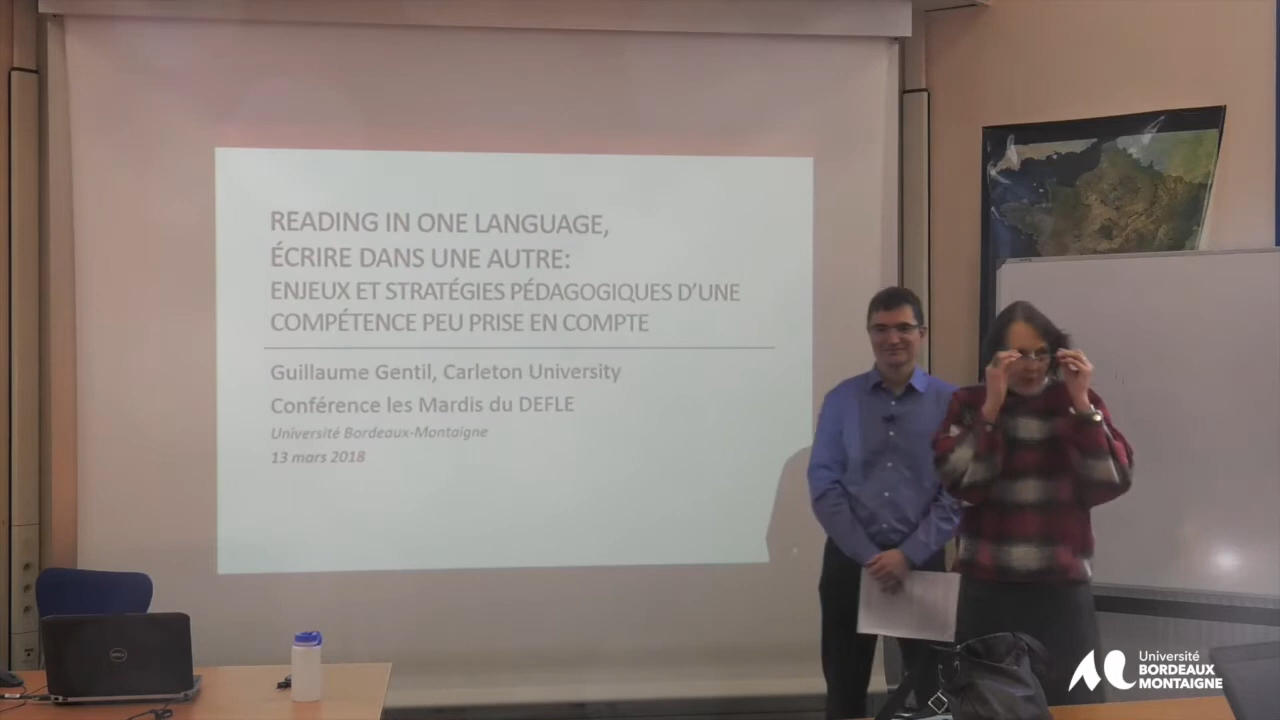 READING IN ONE LANGUAGE,
ÉCRIRE DANS UNE AUTRE:
ENJEUX ET STRATÉGIES PÉDAGOGIQUES D'UNE
COMPÉTENCE PEU PRISE EN COMPTE
Guillaume Gentil, Carleton University
Conférence les Mardis du DEFLE
Université Bordeaux-Montaigne
13 mars 2018
DELL
Université
BORDEAUX
MONTAIGNE